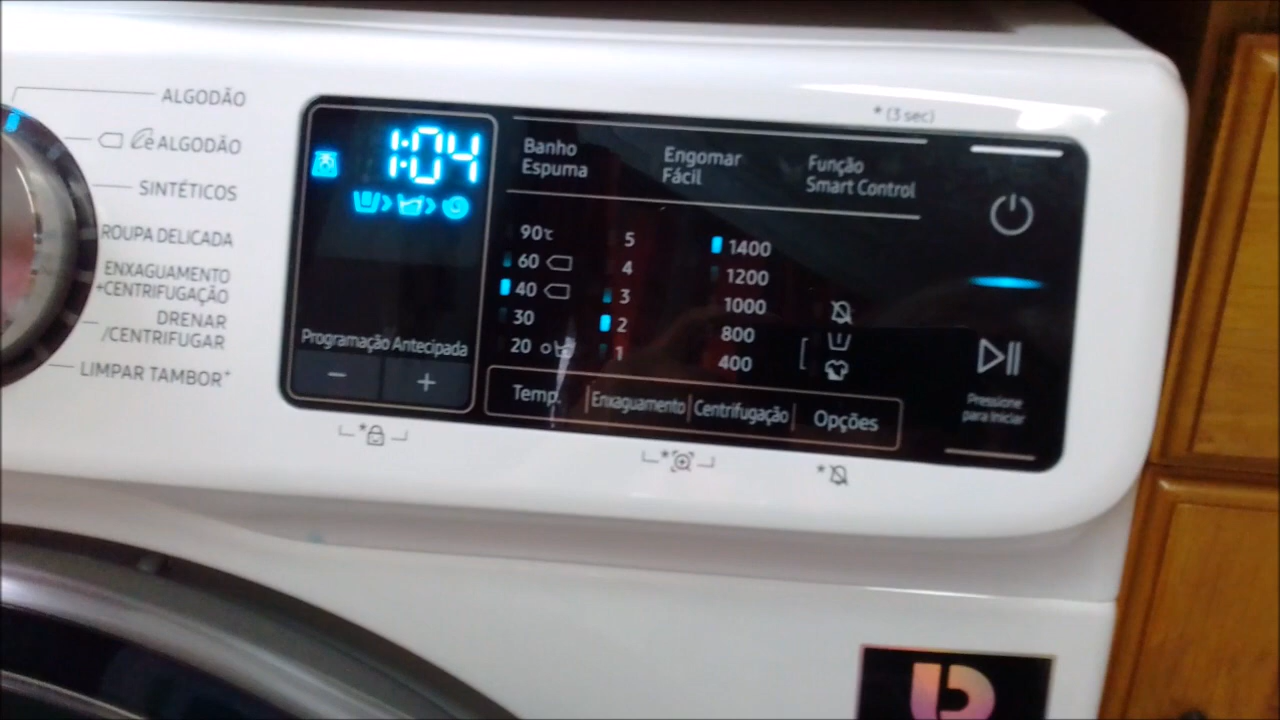 ALGODÃO
ALGODÃO
SINTÉTICOS
ROUPA DELICADA
ENXAGUAMENTO
+CENTRIFUGAÇÃO
DRENAR
/CENTRIFUGAR
LIMPAR TAMBOR*
1:04
Programação Antecipada
− +
*
* (3 sec)
Banho
Espuma
Engomar
Fácil
Função
Smart Control
90℃
60
40
30
20
5
4
3
2
1
1400
1200
1000
800
400
Temp.
Enxaguamento
Centrifugação
Opções
*
*
Pressione
para Iniciar
b